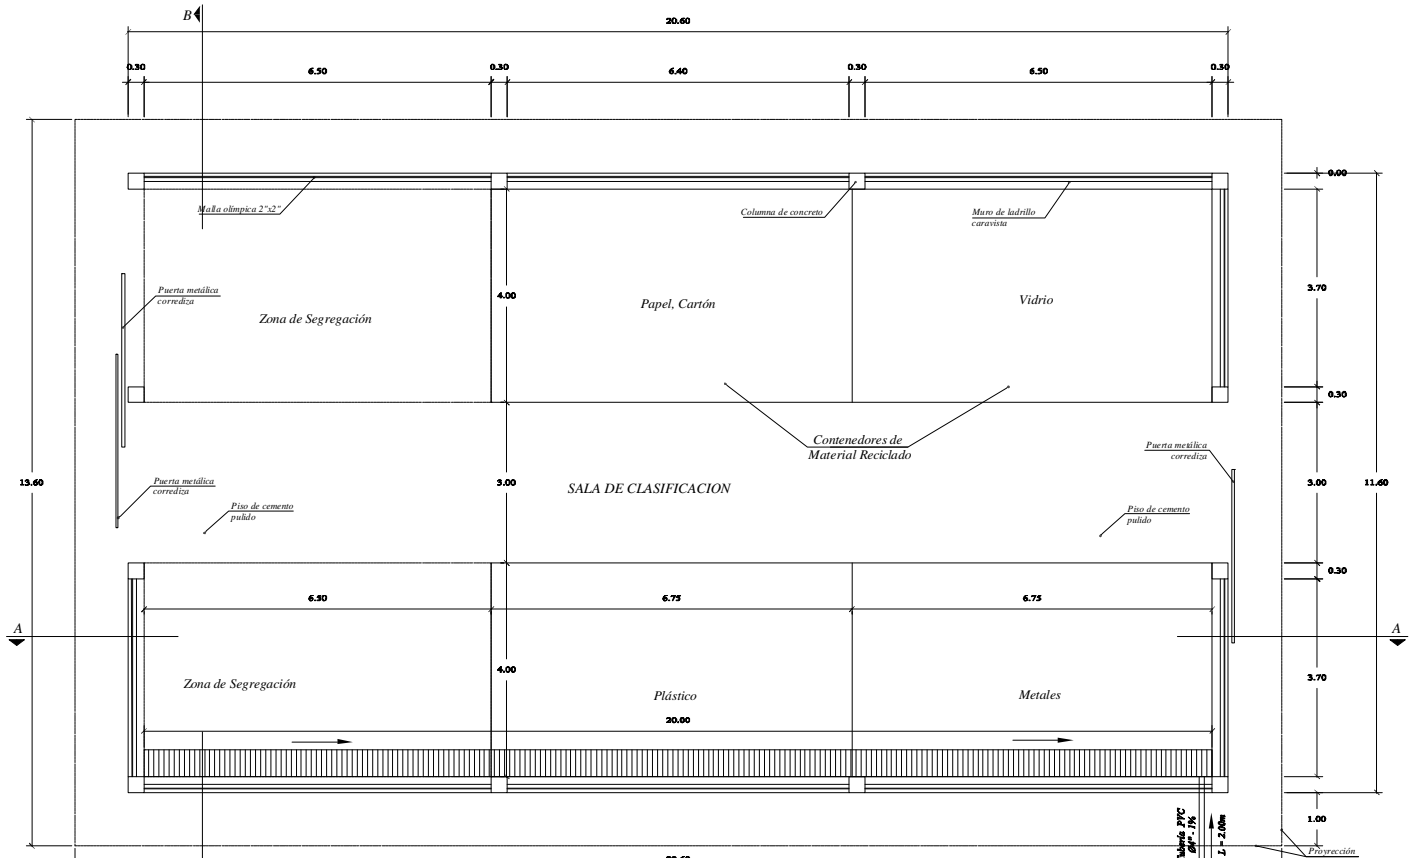 B
20.60
0.30
6.50
0.30
6.40
0.30
6.50
0.30
0.00
Malla olímpica 2"x2"
Columna de concreto
Muro de ladrillo
caravista
Puerta metálica
corrediza
4.00
3.70
Zona de Segregación
Papel, Cartón
Vidrio
0.30
Contenedores de
Material Reciclado
Puerta metálica
corrediza
13.60
Puerta metálica
corrediza
3.00
SALA DE CLASIFICACION
3.00
11.60
Piso de cemento
pulido
Piso de cemento
pulido
0.30
6.50
6.75
6.75
A
A
4.00
3.70
Zona de Segregación
Plástico
Metales
20.00
1.00
PVC
Ø4" - 1%
L = 2.00m
Proyrección